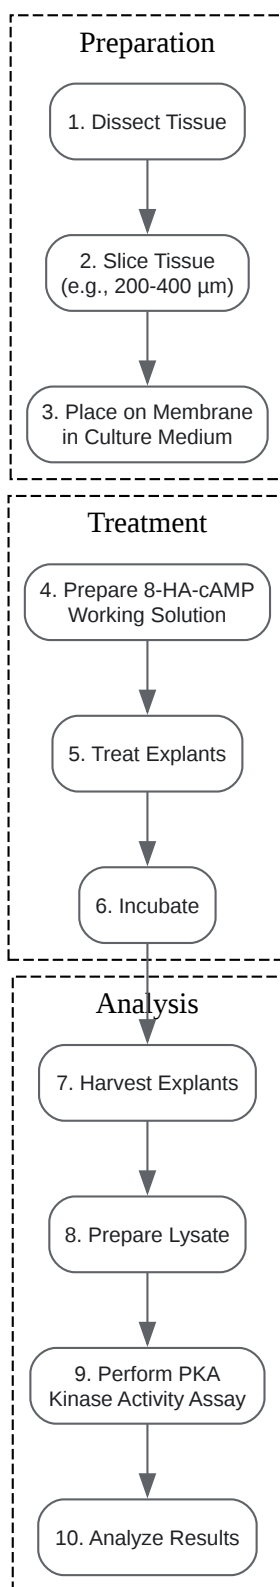 Preparation
1. Dissect Tissue
2. Slice Tissue
(e.g., 200-400 µm)
3. Place on Membrane
in Culture Medium
Treatment
4. Prepare 8-HA-cAMP
Working Solution
5. Treat Explants
6. Incubate
Analysis
7. Harvest Explants
8. Prepare Lysate
9. Perform PKA
Kinase Activity Assay
10. Analyze Results